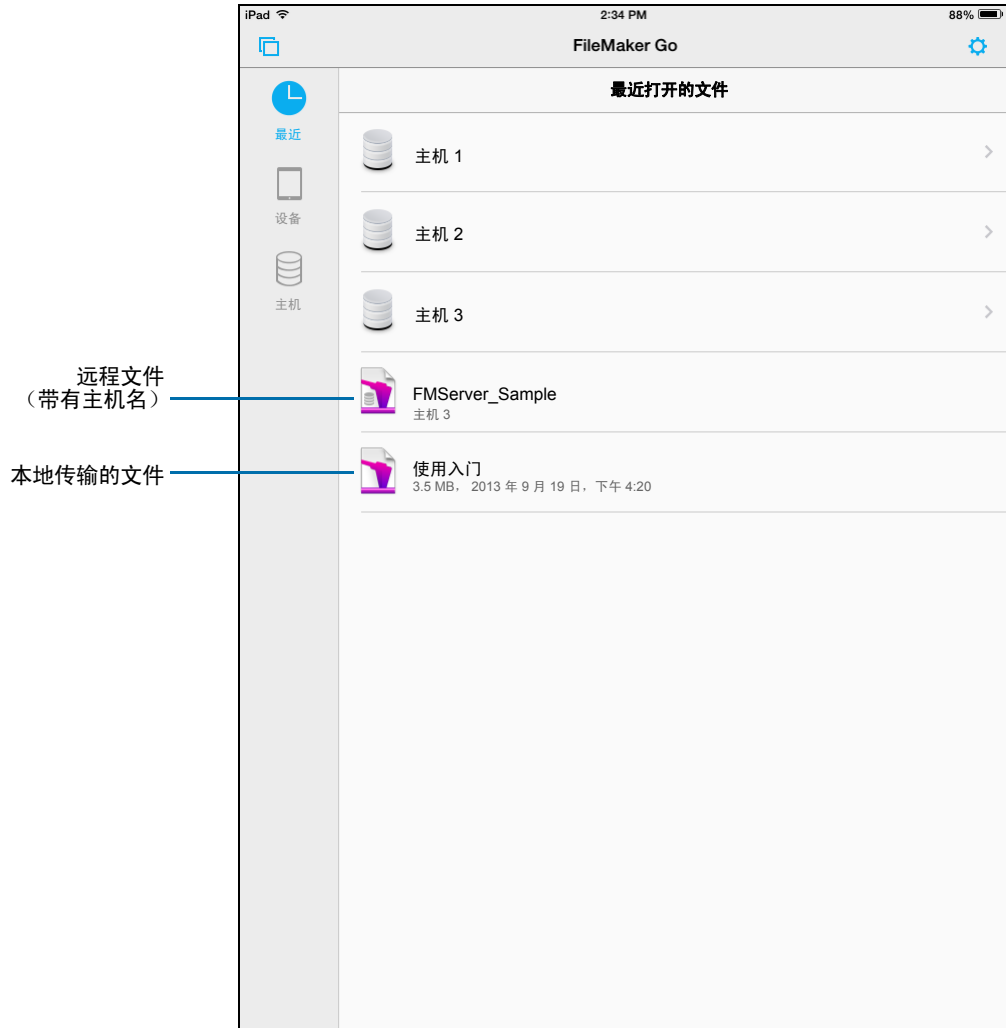 iPad 2:34 PM 88%
FileMaker Go
最近打开的文件
最近
设备
主机
主机 1
主机 2
主机 3
FMServer_Sample
主机 3
使用入门
3.5 MB， 2013 年 9 月 19 日，下午 4:20
远程文件
（带有主机名）
本地传输的文件